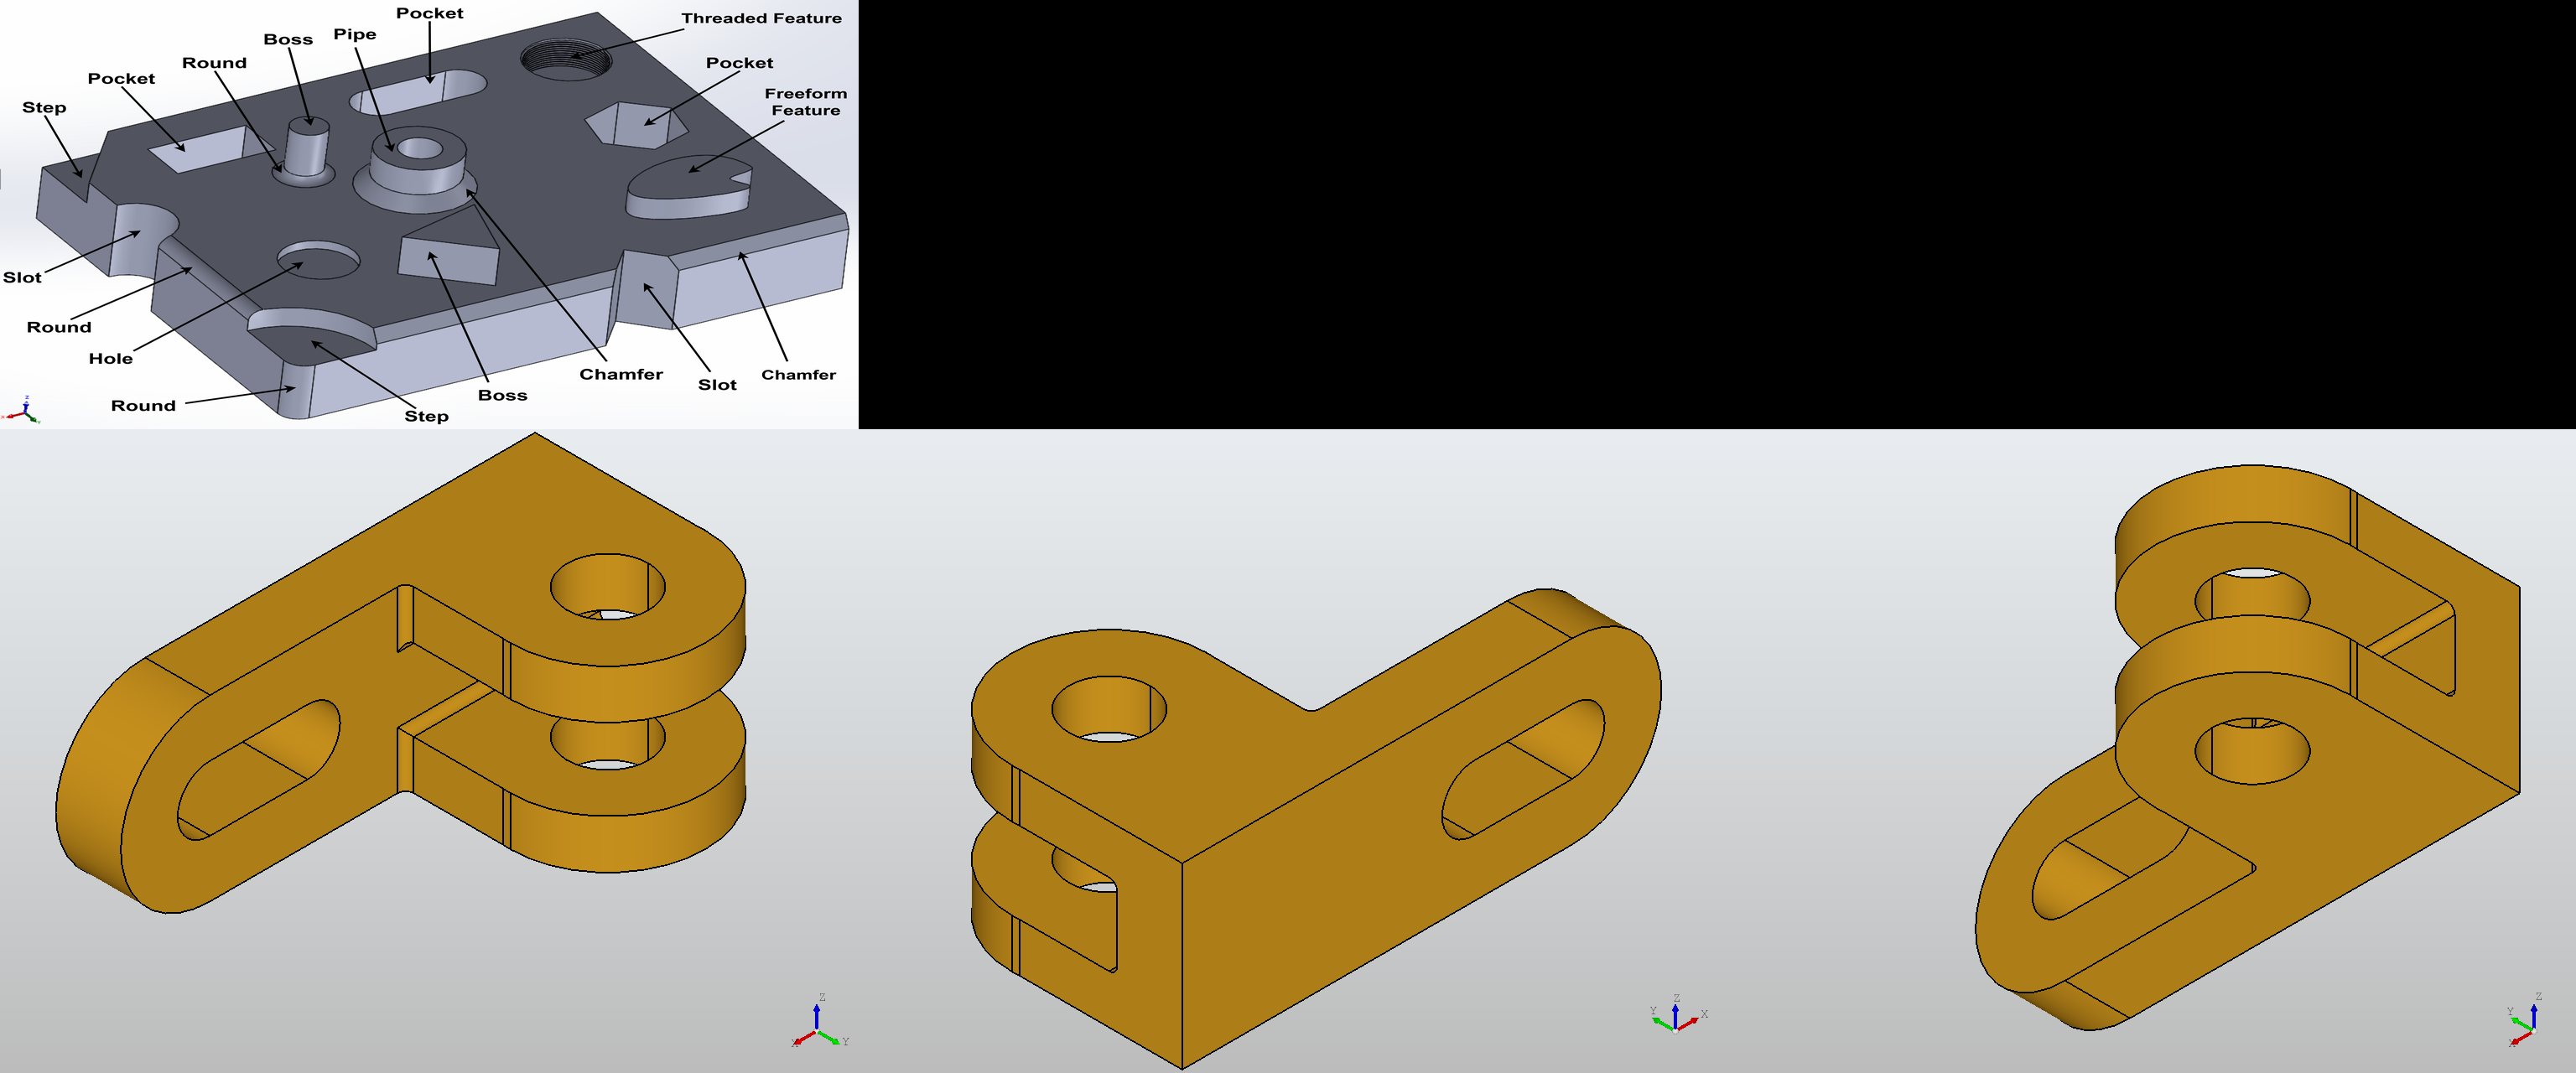 Pocket
Threaded Feature
Boss
Pipe
Round
Pocket
Pocket
Step
Freeform
Feature
Slot
Round
Hole
Chamfer
Slot
Chamfer
Boss
Round
Step
Z
X
Y
Y
Z
X
Z
Y
X